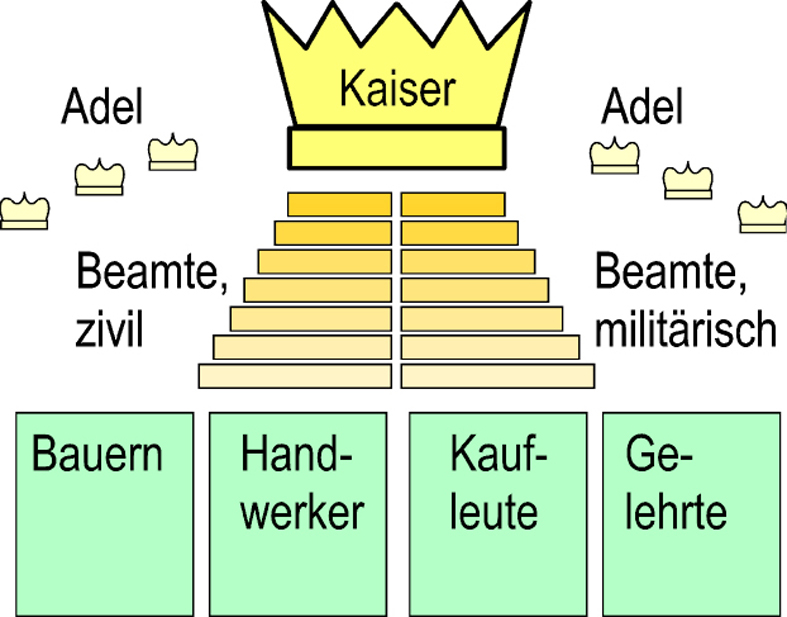 Kaiser
Adel
Adel
Beamte,
zivil
Beamte,
militärisch
Bauern
Hand-
werker
Kauf-
leute
Ge-
lehrte